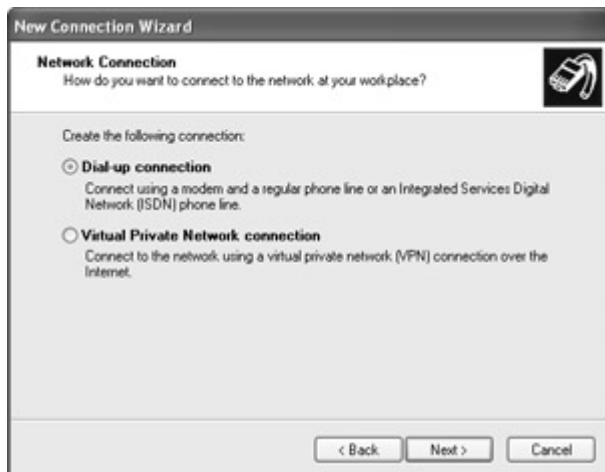 New Connection Wizard
Network Connection
How do you want to connect to the network at your workplace?
Create the following connection:
Dial-up connection
Connect using a modem and a regular phone line or an Integrated Services Digital
Network (ISDN) phone line.
Virtual Private Network connection
Connect to the network using a virtual private network (VPN) connection over the
Internet.
< Back
Next >
Cancel